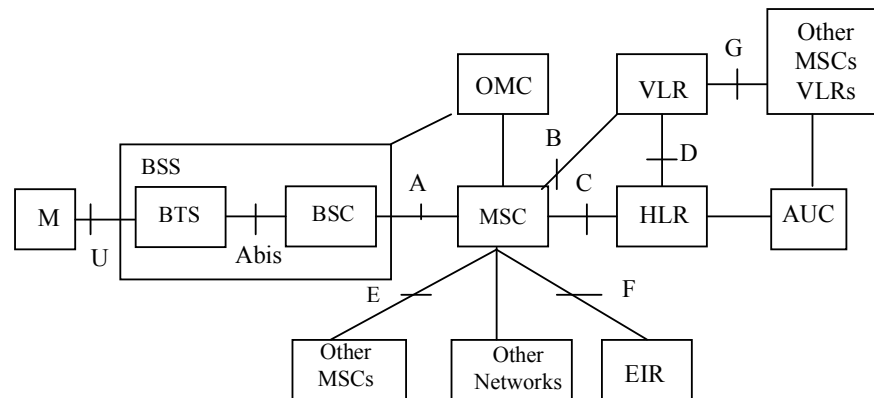 Other
MSCs
VLRs
G
OMC
VLR
B
D
BSS
A
C
M
BTS
BSC
MSC
HLR
AUC
U
Abis
E
F
Other
MSCs
Other
Networks
EIR